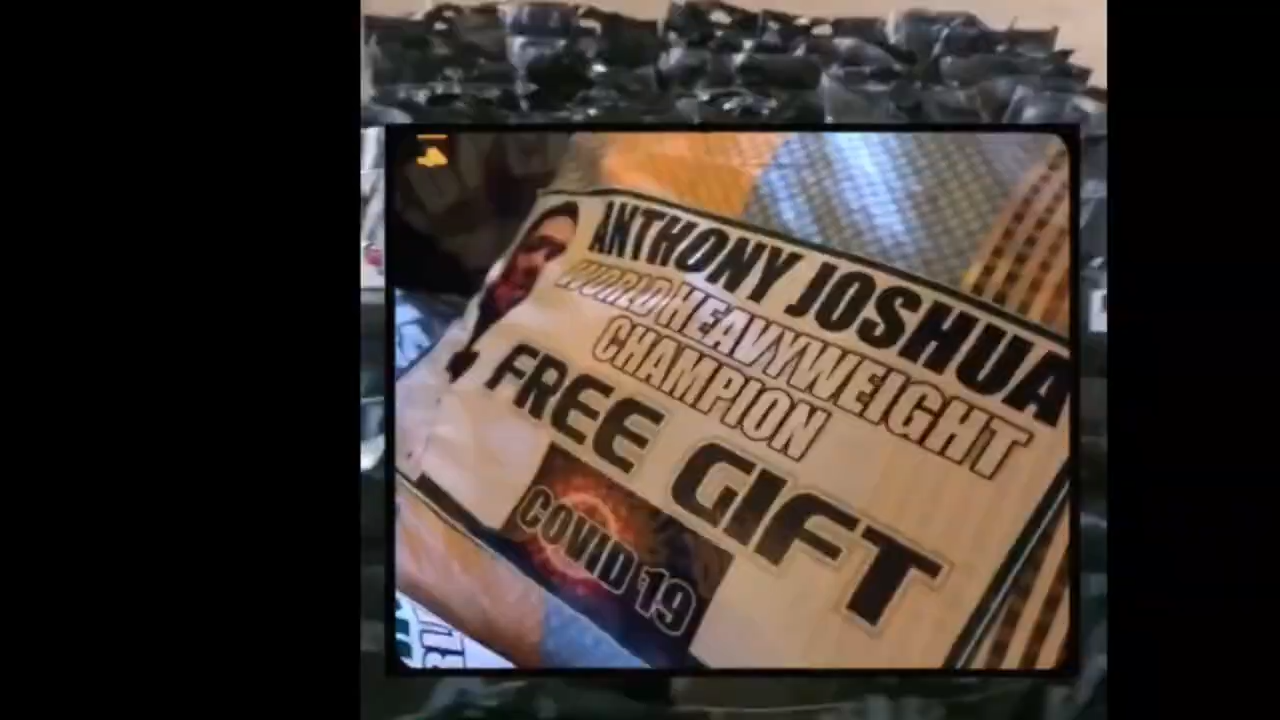 ANTHONY JOSHUA
WORLD HEAVYWEIGHT
CHAMPION
FREE GIFT
COVID 19